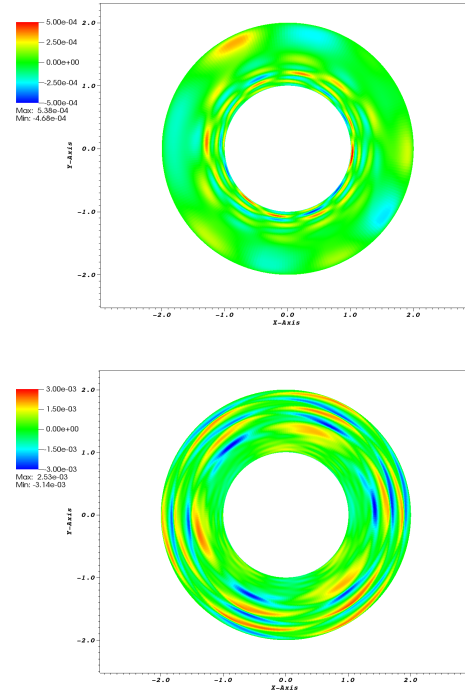 5.00e-04
2.50e-04
0.00e+00
-2.50e-04
-5.00e-04
Max: 5.38e-04
Min: -4.68e-04
2.0
1.0
0.0
-1.0
-2.0
Y-Axis
-2.0 -1.0 0.0 1.0 2.0
X-Axis
3.00e-03
1.50e-03
0.00e+00
-1.50e-03
-3.00e-03
Max: 2.53e-03
Min: -3.14e-03
2.0
1.0
0.0
-1.0
-2.0
Y-Axis
-2.0 -1.0 0.0 1.0 2.0
X-Axis